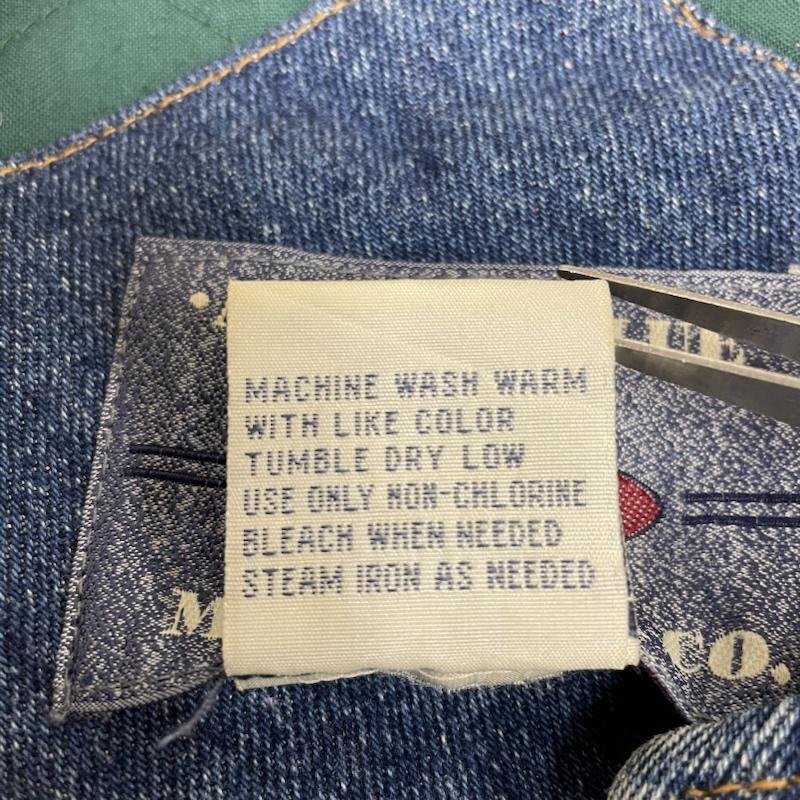 MACHINE WASH WARM
WITH LIKE COLOR
TUMBLE DRY LOW
USE ONLY NON-CHLORINE
BLEACH WHEN NEEDED
STEAM IRON AS NEEDED
CO,